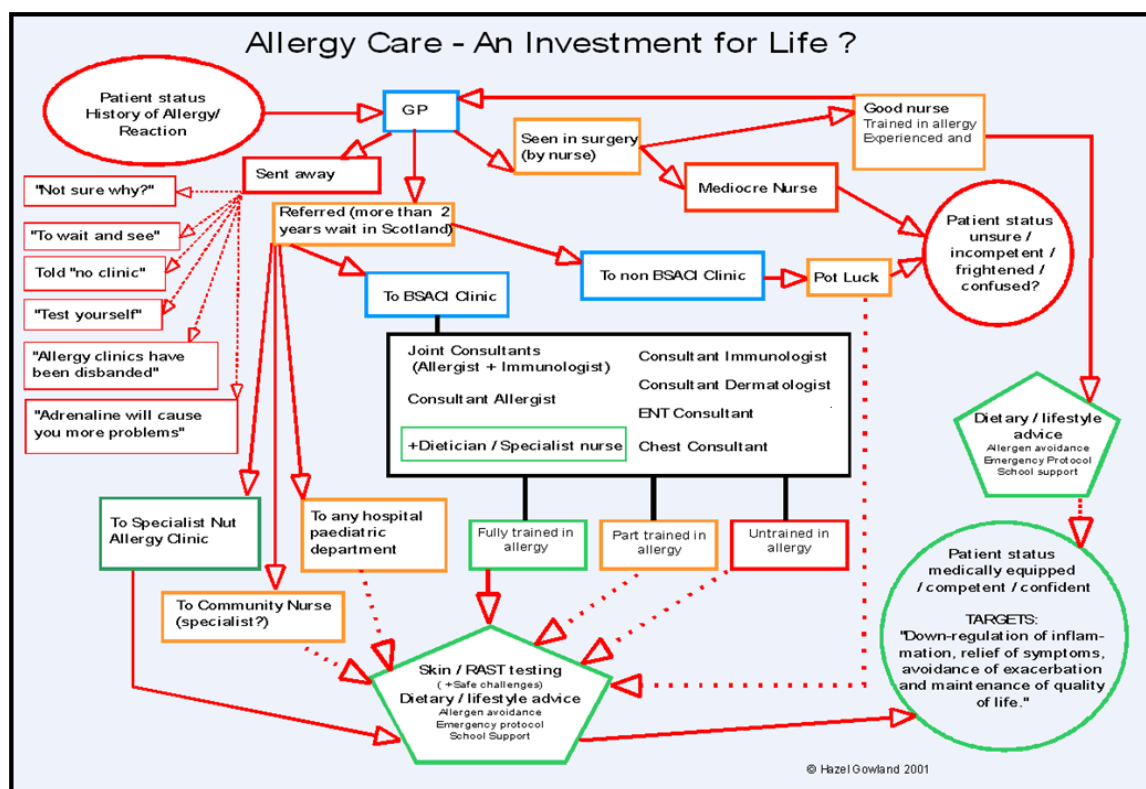 Allergy Care - An Investment for Life ?
Patient status
History of Allergy/
Reaction
GP
Seen in surgery
(by nurse)
Good nurse
Trained in allergy
Experienced and
Sent away
Mediocre Nurse
"Not sure why?"
"To wait and see"
Told "no clinic"
"Test yourself"
"Allergy clinics have
been disbanded"
"Adrenaline will cause
you more problems"
Referred (more than 2
years wait in Scotland)
To BSACI Clinic
To non BSACI Clinic
Pot Luck
Patient status
unsure /
incompetent /
frightened /
confused?
Joint Consultants
(Allergist + Immunologist)
Consultant Allergist
+Dietician / Specialist nurse
Consultant Immunologist
Consultant Dermatologist
ENT Consultant
Chest Consultant
Dietary / lifestyle
advice
Allergen avoidance
Emergency Protocol
School support
To Specialist Nut
Allergy Clinic
To any hospital
paediatric
department
Fully trained in
allergy
Part trained in
allergy
Untrained in
allergy
To Community Nurse
(specialist?)
Skin / RAST testing
( +Safe challenges)
Dietary / lifestyle advice
Allergen avoidance
Emergency protocol
School Support
Patient status
medically equipped
/ competent / confident
TARGETS:
"Down-regulation of inflam-
mation, relief of symptoms,
avoidance of exacerbation
and maintenance of quality
of life."
© Hazel Gowland 2001